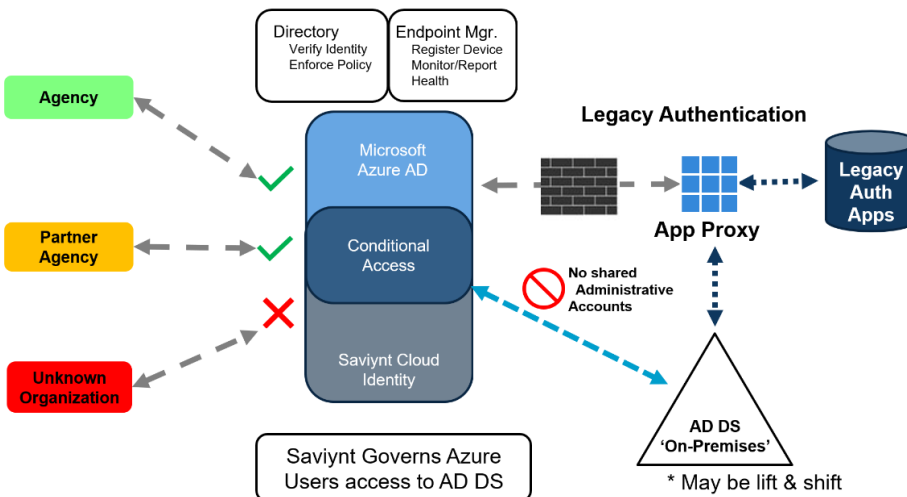 Directory
Verify Identity
Enforce Policy
Endpoint Mgr.
Register Device
Monitor/Report
Health
Agency
Partner
Agency
Unknown
Organization
Microsoft
Azure AD
Conditional
Access
Saviynt Cloud
Identity
Legacy Authentication
App Proxy
Legacy
Auth
Apps
No shared
Administrative
Accounts
AD DS
'On-Premises'
* May be lift & shift
Saviynt Governs Azure
Users access to AD DS